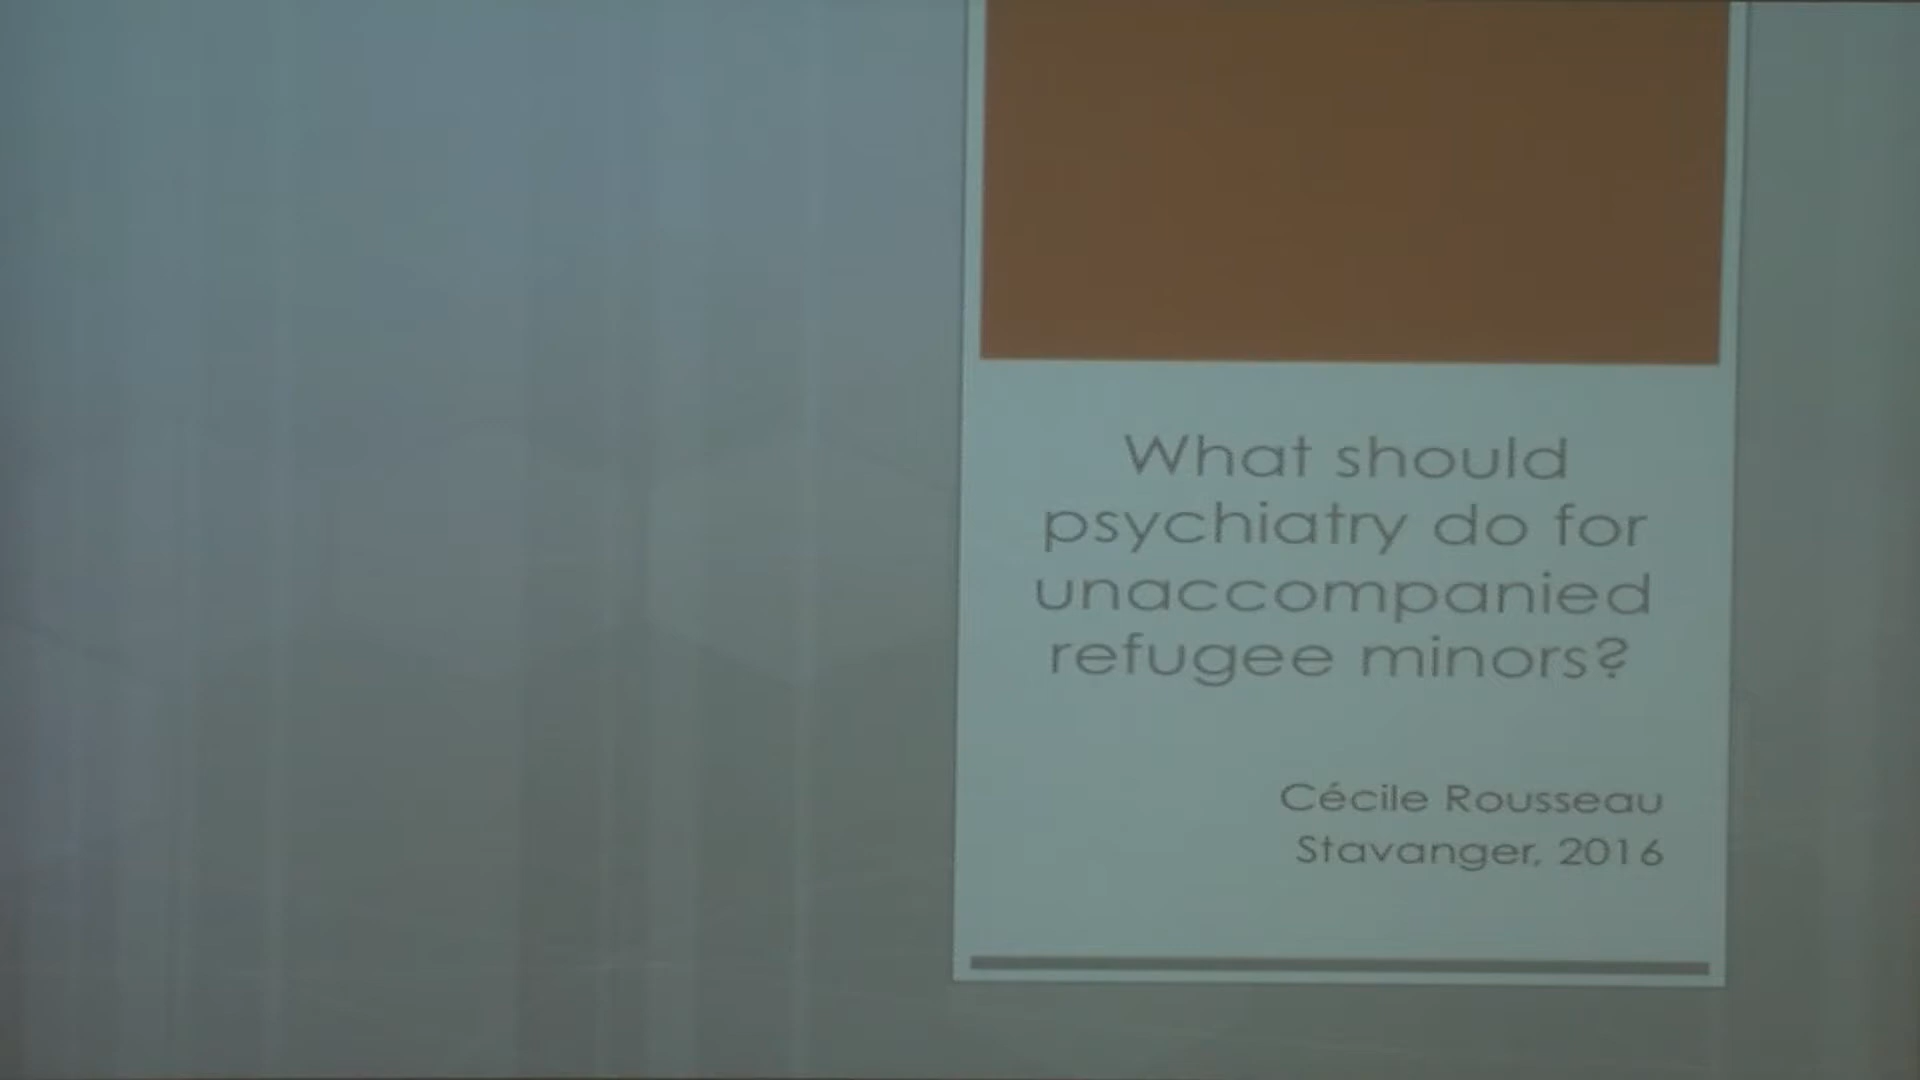 What should
psychiatry do for
unaccompanied
refugee minors?
Cécile Rousseau
Stavanger, 2016